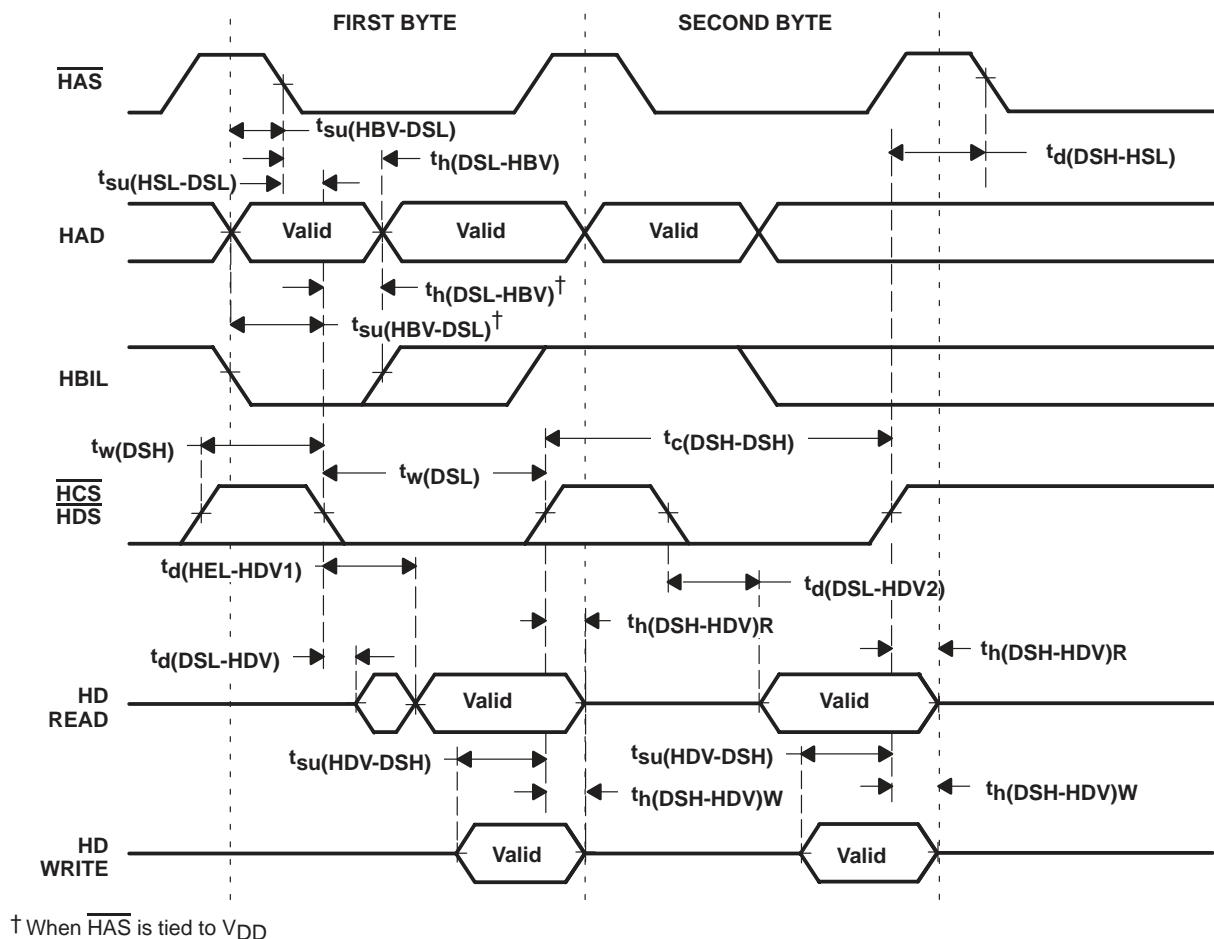 FIRST BYTE SECOND BYTE
HAS
tsu(HBV-DSL)
th(DSL-HBV)
td(DSH-HSL)
tsu(HSL-DSL)
HAD Valid Valid Valid
th(DSL-HBV)†
tsu(HBV-DSL)†
HBIL
tw(DSH) tc(DSH-DSH)
tw(DSL)
HCS
HDS
td(HEL-HDV1)
td(DSL-HDV2)
th(DSH-HDV)R
td(DSL-HDV) th(DSH-HDV)R
HD
READ Valid Valid
tsu(HDV-DSH) tsu(HDV-DSH)
th(DSH-HDV)W th(DSH-HDV)W
HD
WRITE Valid Valid
† When HAS is tied to VDD